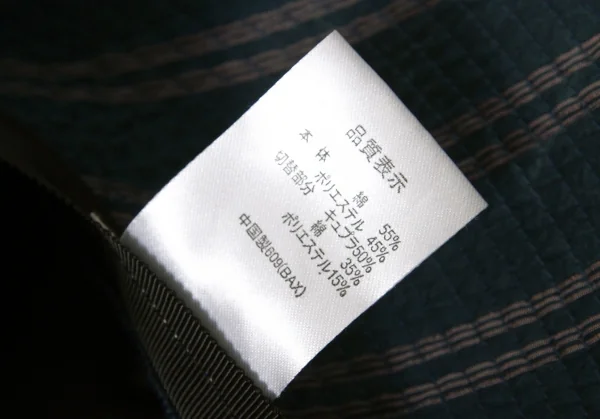 品質表示
本体 綿 55%
ポリエステル 45%
切替部分 キュプラ50%
綿 35%
ポリエステル15%
中国製609(BAX)